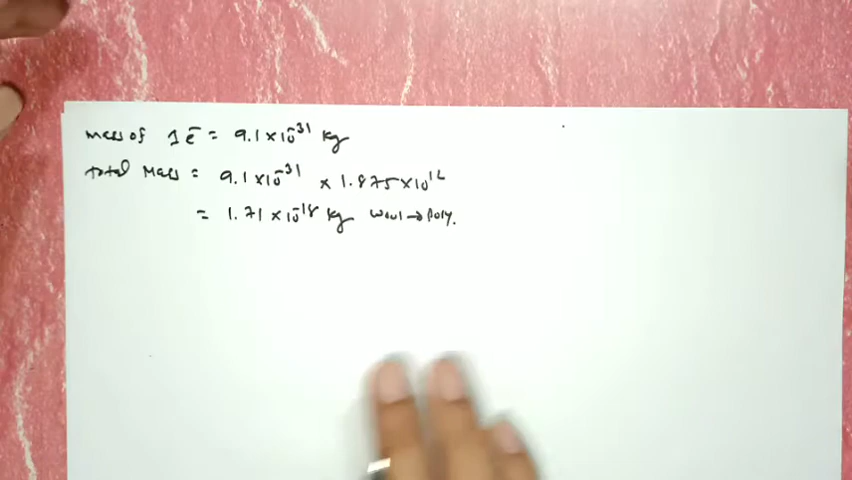 mass of 1 e⁻ = 9.1×10⁻³¹ kg
total Mass = 9.1×10⁻³¹ × 1.875×10¹²
= 1.71×10⁻¹⁸ kg wool → Poly.